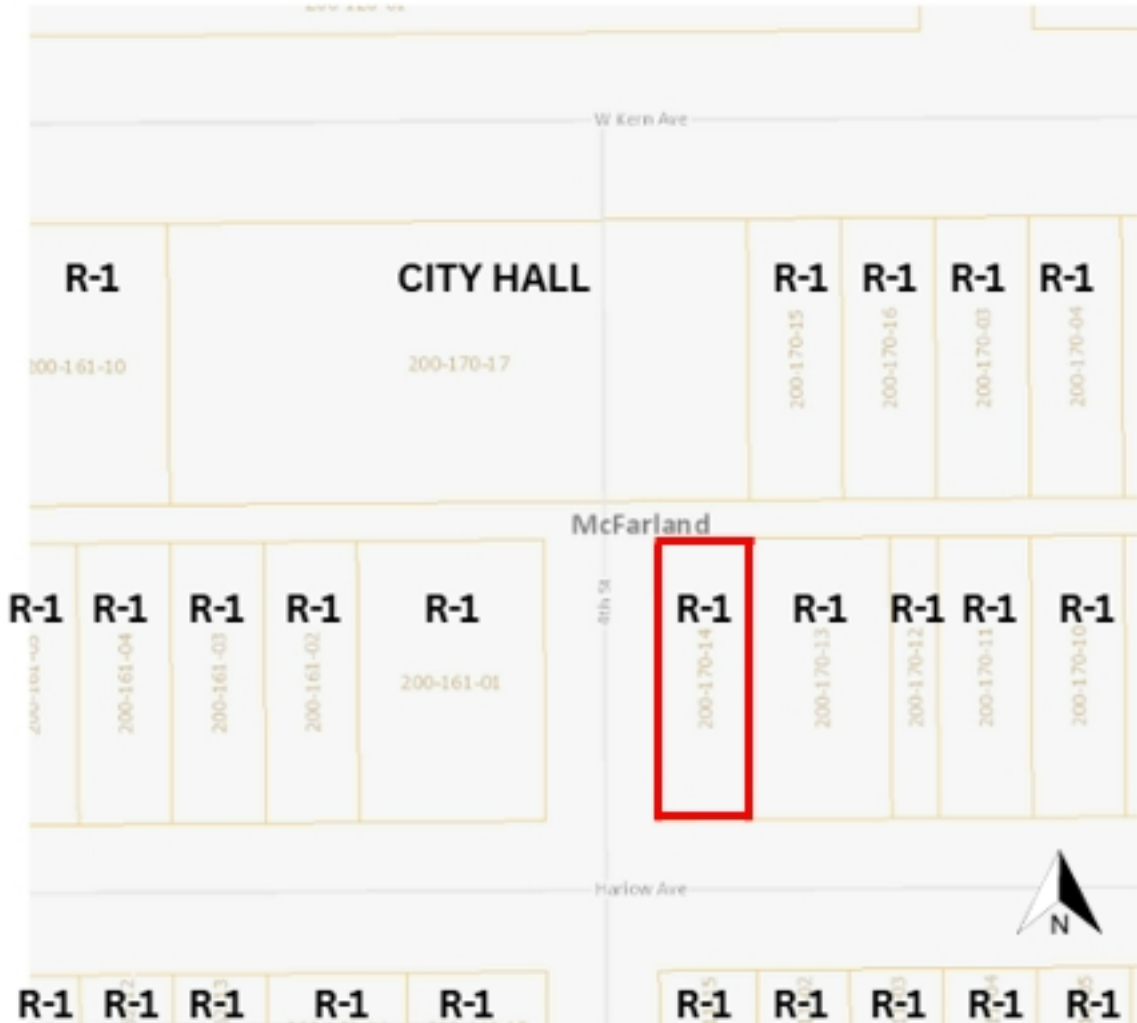 W Kern Ave
R-1
CITY HALL
R-1
R-1
R-1
R-1
200-161-10
200-170-17
200-170-15
200-170-16
200-170-03
200-170-04
McFarland
4th St
R-1
R-1
R-1
R-1
R-1
R-1
R-1
R-1
R-1
R-1
200-161-04
200-161-03
200-161-02
200-161-01
200-170-14
200-170-13
200-170-12
200-170-11
200-170-10
Harlow Ave
N
R-1
R-1
R-1
R-1
R-1
R-1
R-1
R-1
R-1
R-1